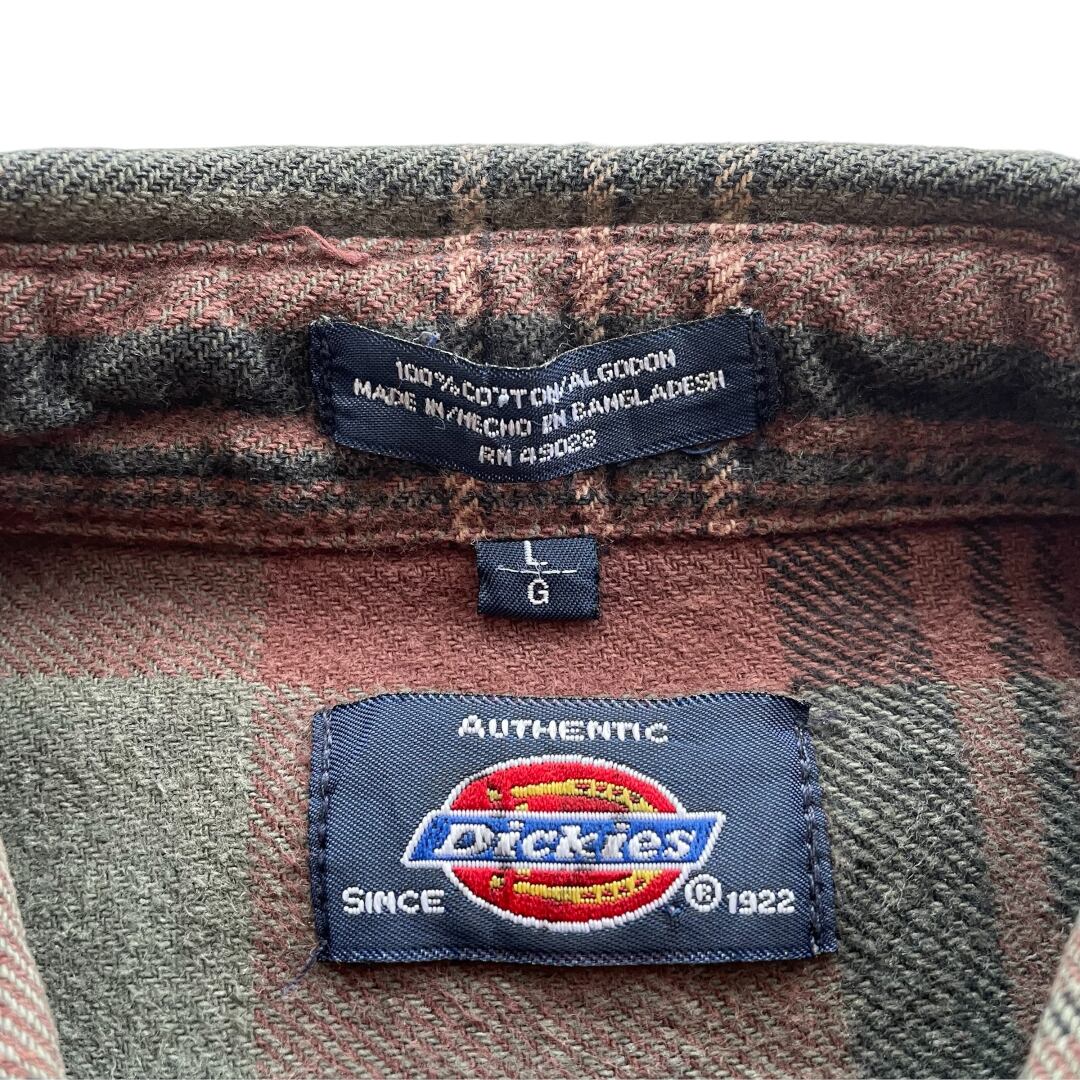 100% COTTON/ALGODON
MADE IN/HECHO EN BANGLADESH
RN 49028
L
G
AUTHENTIC
Dickies
SINCE ® 1922